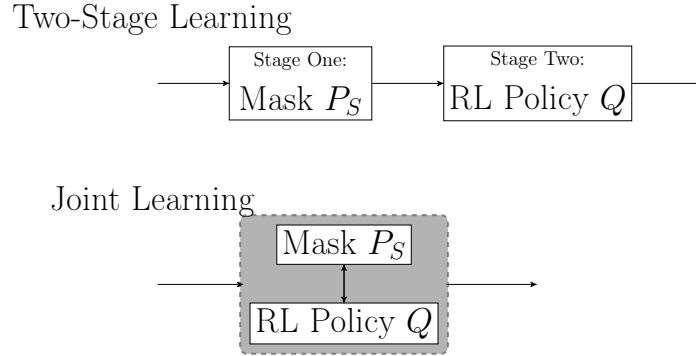 Two-Stage Learning
Stage One:
Mask P_S
Stage Two:
RL Policy Q
Joint Learning
Mask P_S
RL Policy Q